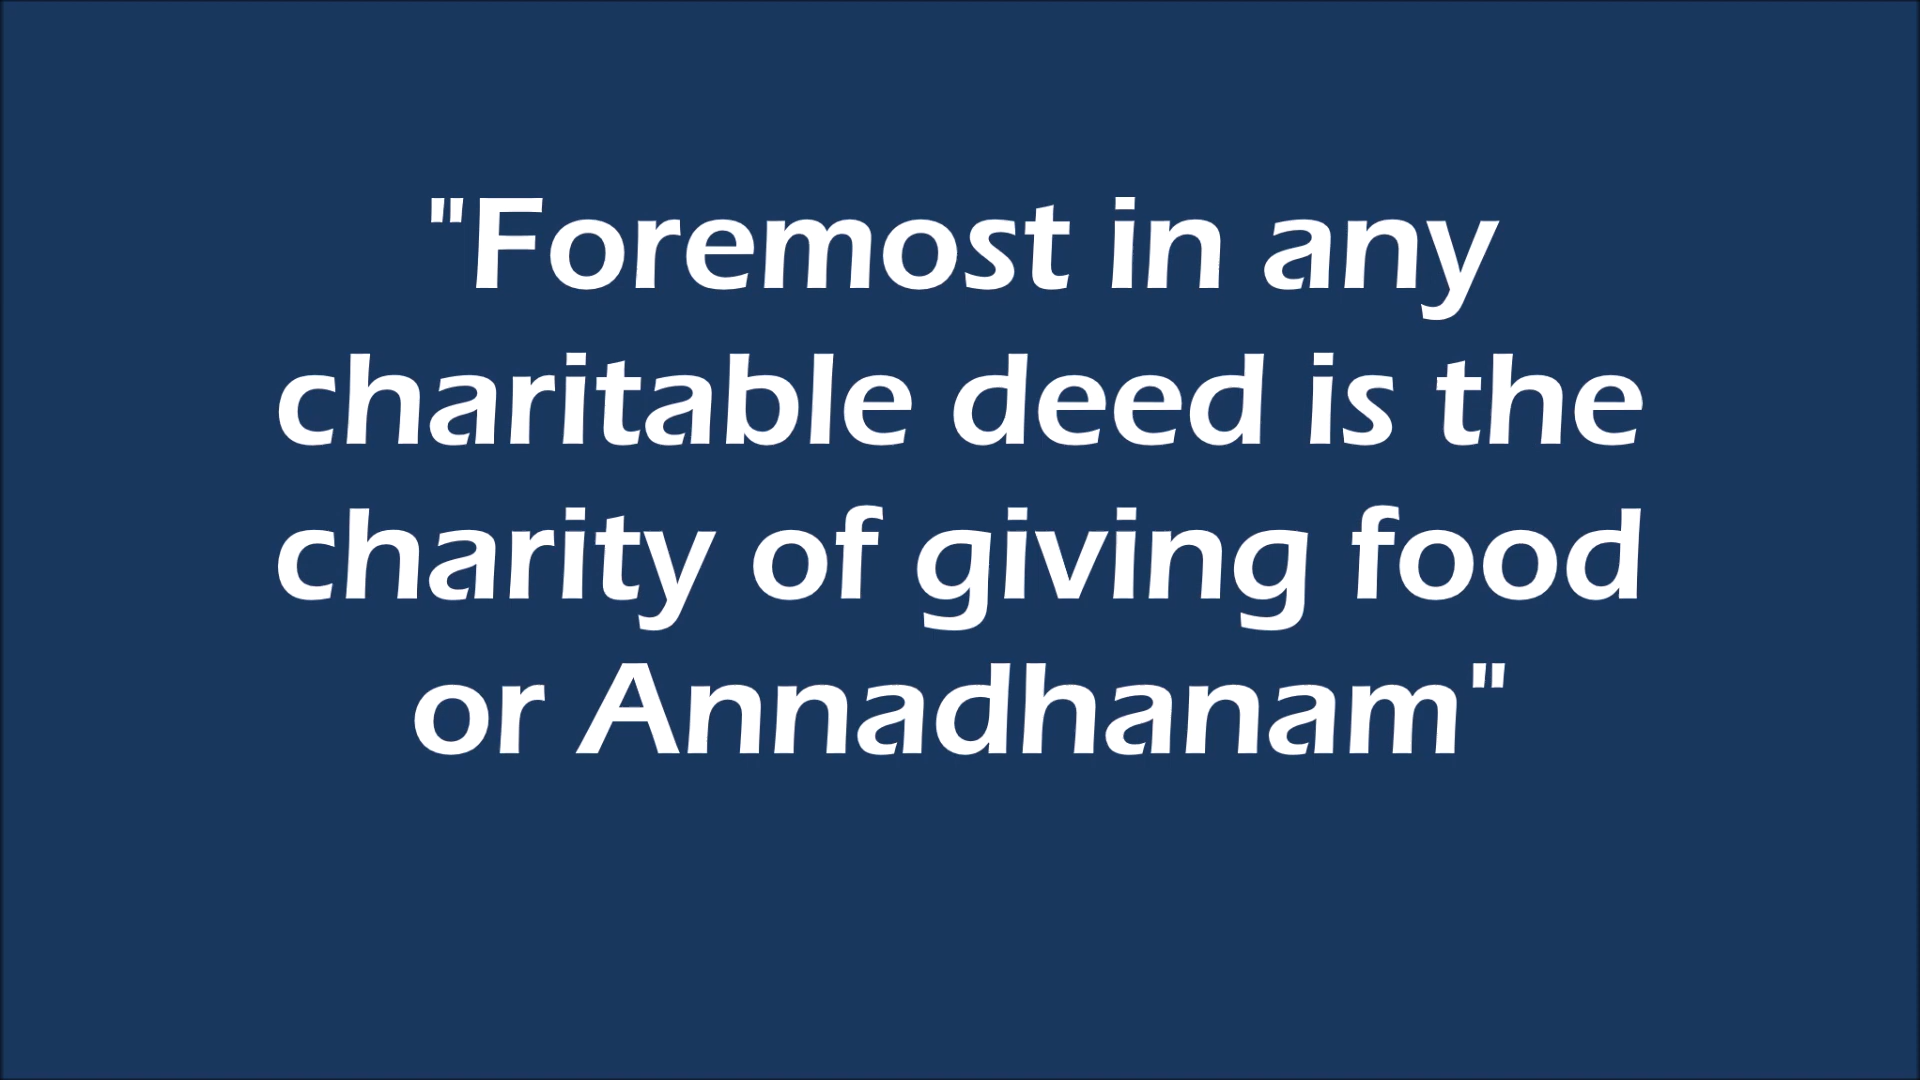 "Foremost in any
charitable deed is the
charity of giving food
or Annadhanam"